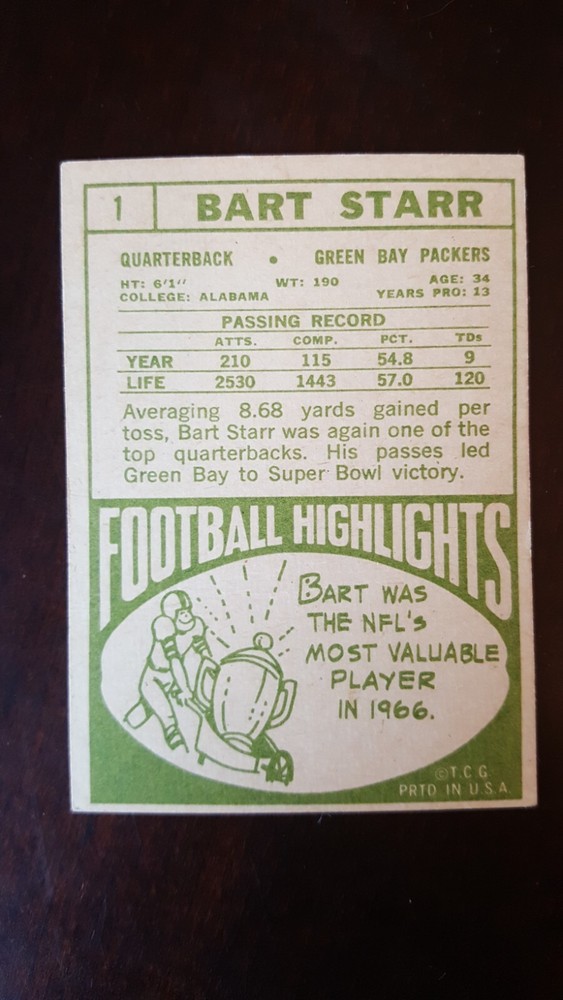 1 BART STARR
QUARTERBACK • GREEN BAY PACKERS
HT: 6'1" WT: 190 AGE: 34
COLLEGE: ALABAMA YEARS PRO: 13
PASSING RECORD
ATTS. COMP. PCT. TDs
YEAR 210 115 54.8 9
LIFE 2530 1443 57.0 120
Averaging 8.68 yards gained per
toss, Bart Starr was again one of the
top quarterbacks. His passes led
Green Bay to Super Bowl victory.
FOOTBALL HIGHLIGHTS
BART WAS
THE NFL'S
MOST VALUABLE
PLAYER
IN 1966.
©T.C.G.
PRTD IN U.S.A.